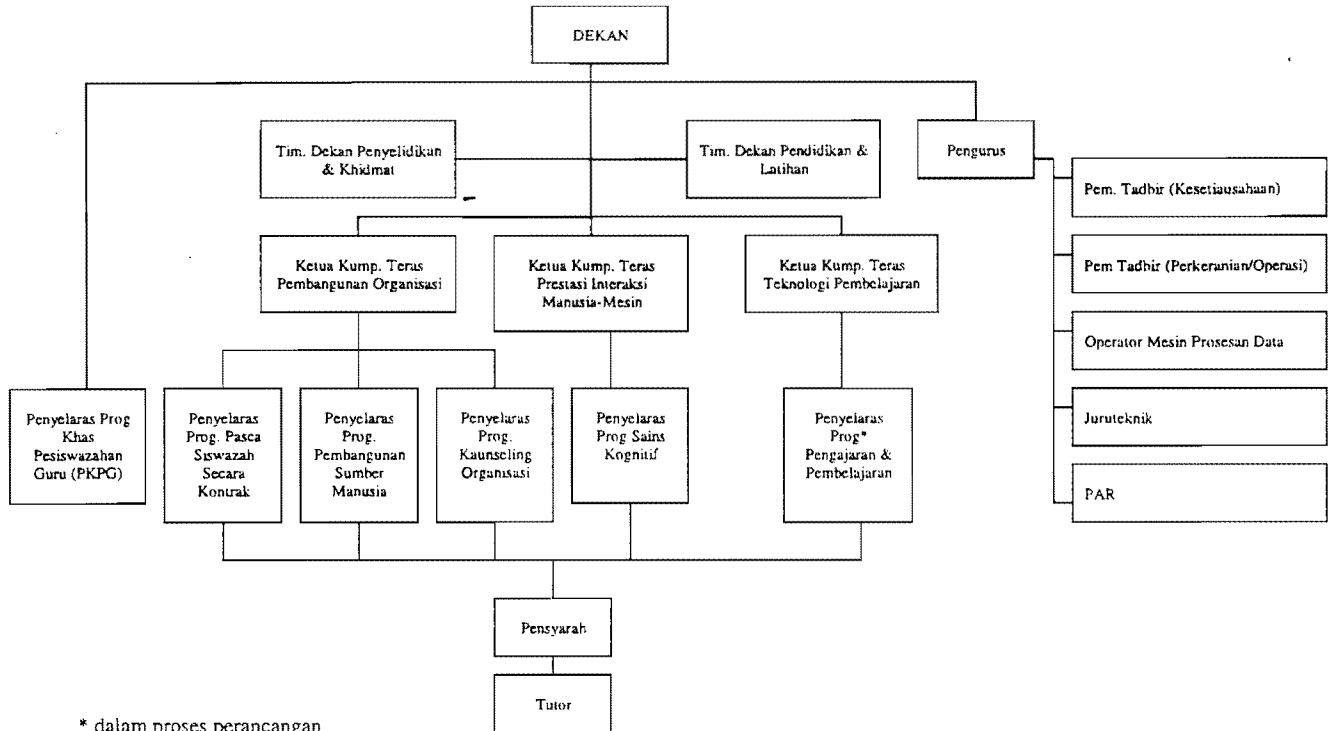 DEKAN
Tim. Dekan Penyelidikan
& Khidmat
Tim. Dekan Pendidikan &
Latihan
Pengurus
Pem. Tadbir (Kesetiausahaan)
Pem Tadbir (Perkeranian/Operasi)
Operator Mesin Prosesan Data
Juruteknik
PAR
Ketua Kump. Teras
Pembangunan Organisasi
Ketua Kump. Teras
Prestasi Interaksi
Manusia-Mesin
Ketua Kump. Teras
Teknologi Pembelajaran
Penyelaras Prog
Khas
Pesiswazahan
Guru (PKPG)
Penyelaras
Prog. Pasca
Siswazah
Secara
Kontrak
Penyelaras
Prog.
Pembangunan
Sumber
Manusia
Penyelaras
Prog.
Kaunseling
Organisasi
Penyelaras
Prog Sains
Kognitif
Penyelaras
Prog*
Pengajaran &
Pembelajaran
Pensyarah
Tutor
* dalam proses perancangan